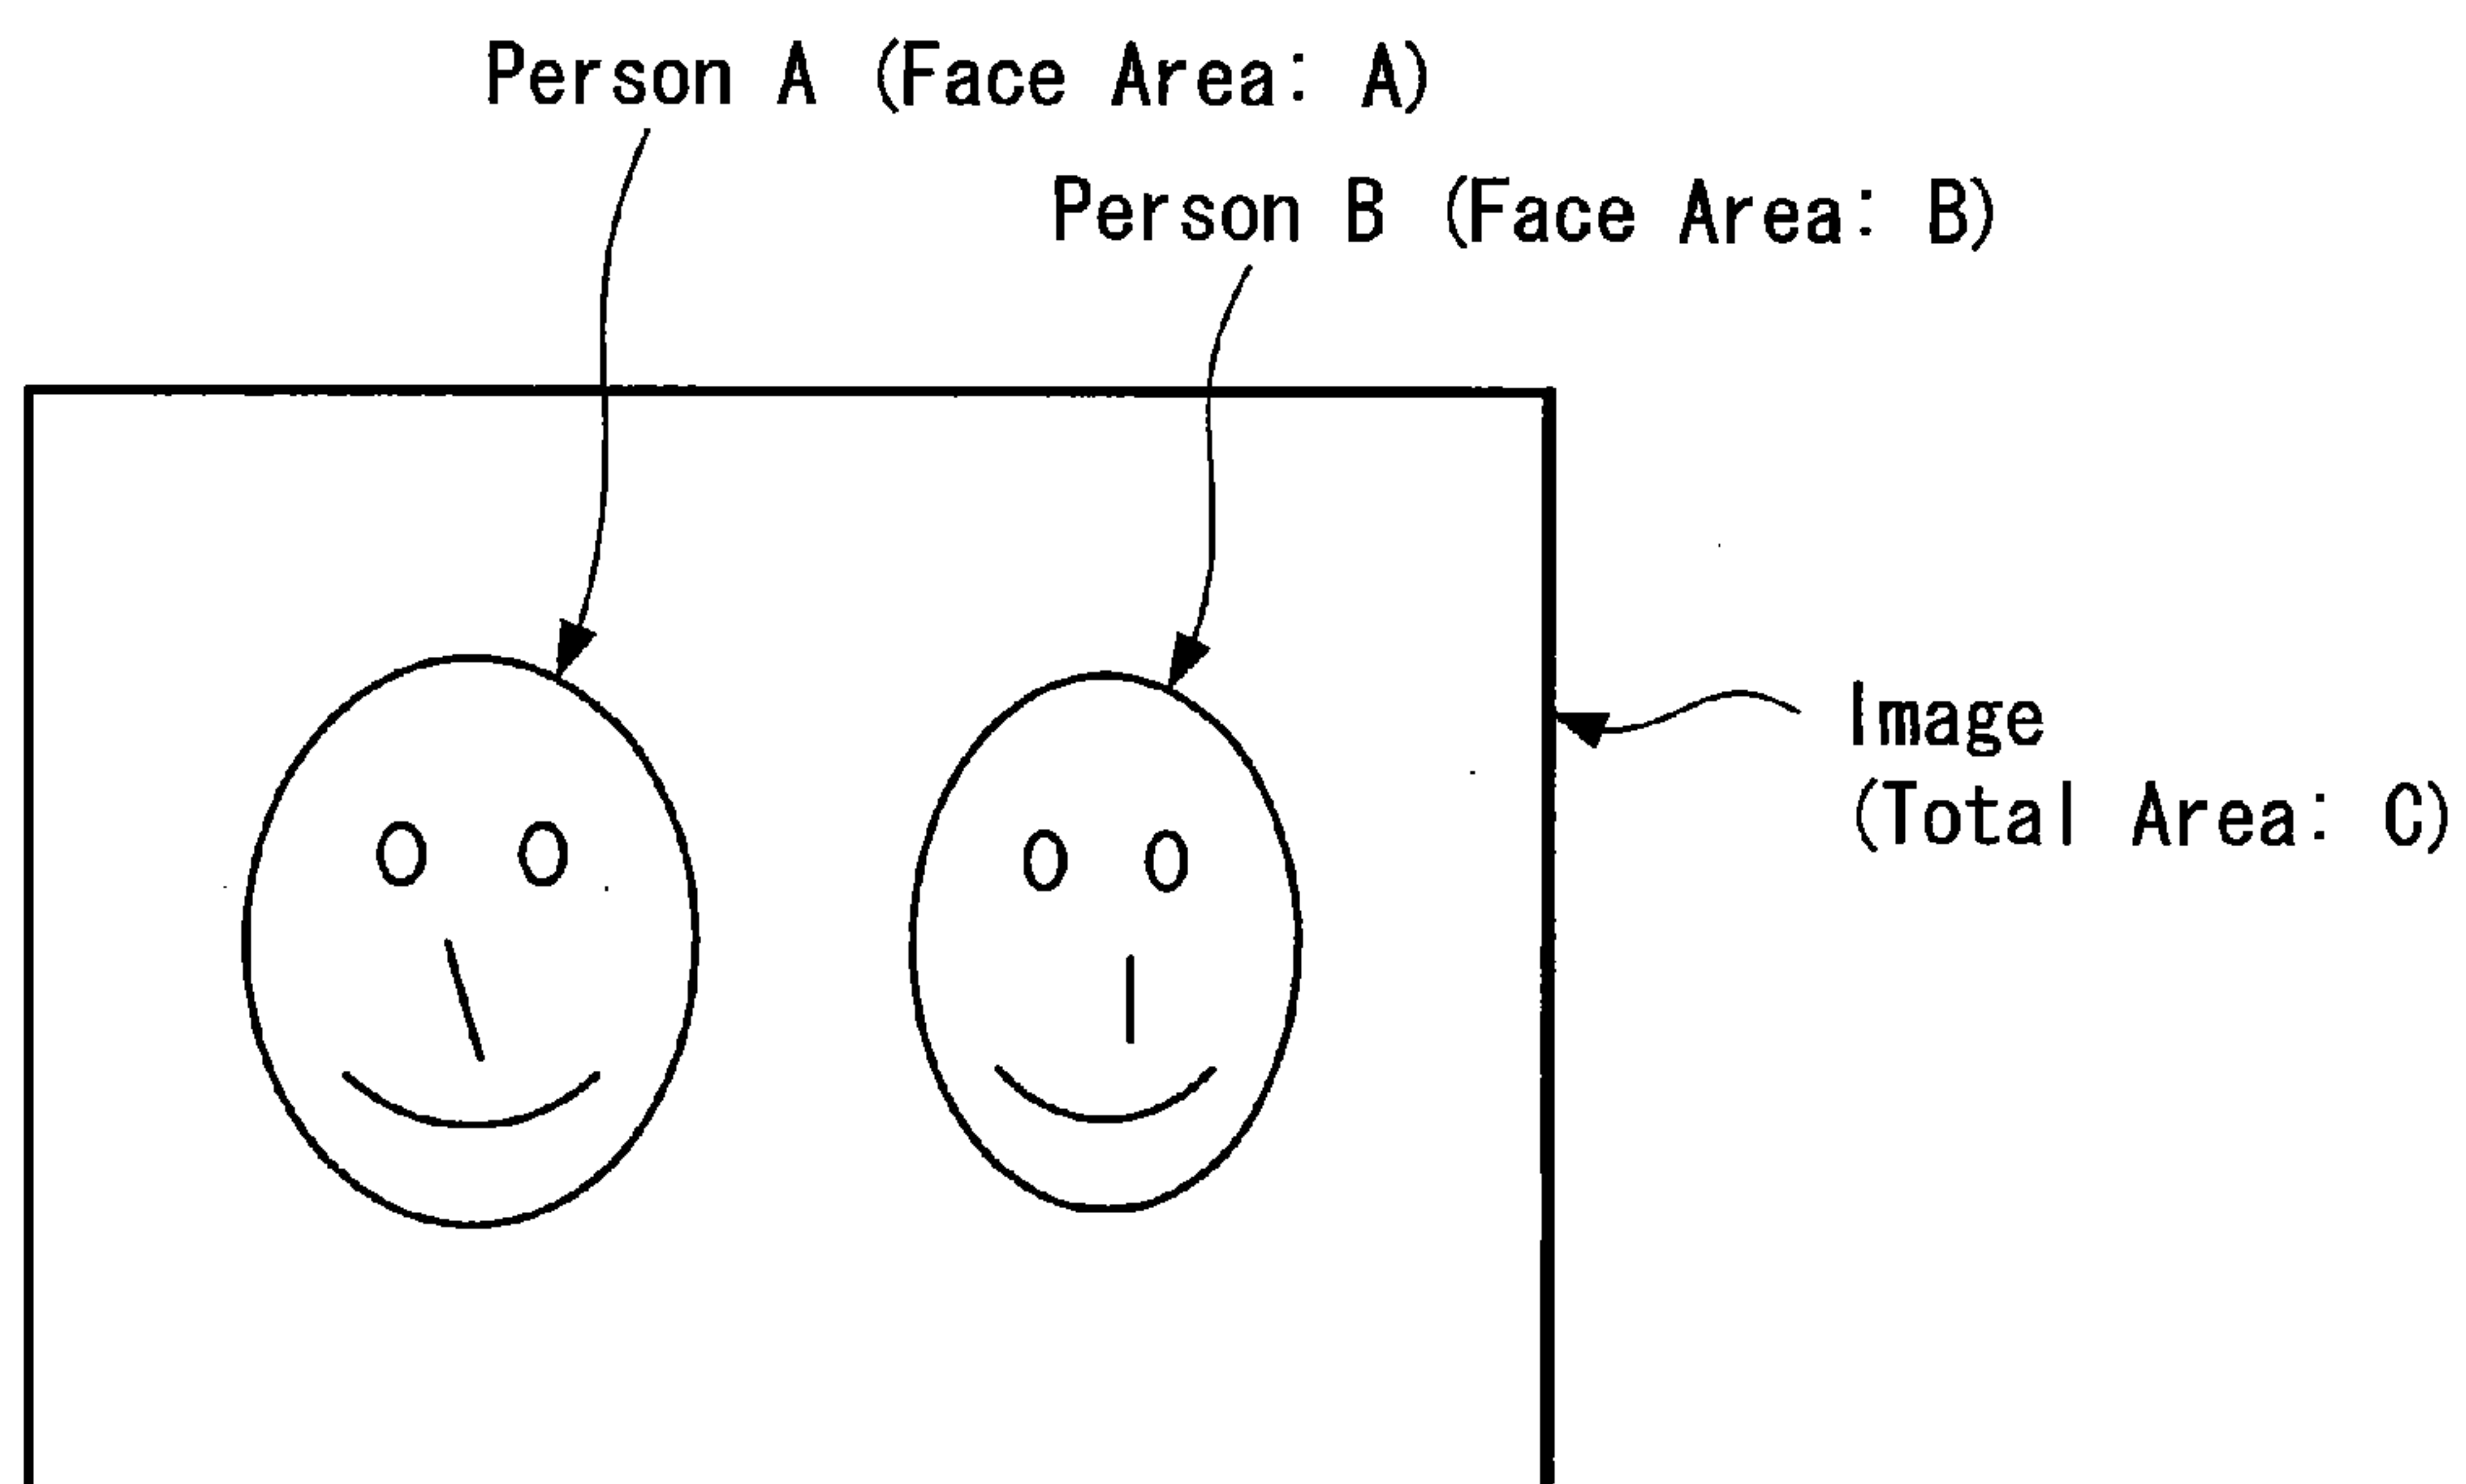 Person A (Face Area: A)
Person B (Face Area: B)
Image
(Total Area: C)